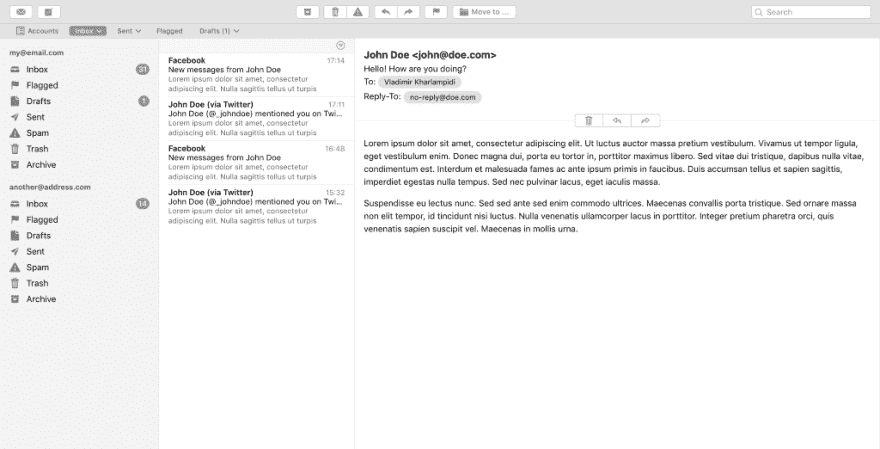 Move to ...
Search
Accounts
Inbox
Sent
Flagged
Drafts (1)
my@email.com
Inbox 31
Flagged
Drafts 1
Sent
Spam
Trash
Archive
another@address.com
Inbox 14
Flagged
Drafts
Sent
Spam
Trash
Archive
Facebook 17:14
New messages from John Doe
Lorem ipsum dolor sit amet, consectetur
adipiscing elit. Nulla sagittis tellus ut turpis
John Doe (via Twitter) 17:11
John Doe (@_johndoe) mentioned you on Twi...
Lorem ipsum dolor sit amet, consectetur
adipiscing elit. Nulla sagittis tellus ut turpis
Facebook 16:48
New messages from John Doe
Lorem ipsum dolor sit amet, consectetur
adipiscing elit. Nulla sagittis tellus ut turpis
John Doe (via Twitter) 15:32
John Doe (@_johndoe) mentioned you on Twi...
Lorem ipsum dolor sit amet, consectetur
adipiscing elit. Nulla sagittis tellus ut turpis
John Doe <john@doe.com>
Hello! How are you doing?
To: Vladimir Kharlampidi
Reply-To: no-reply@doe.com
Lorem ipsum dolor sit amet, consectetur adipiscing elit. Ut luctus auctor massa pretium vestibulum. Vivamus ut tempor ligula,
eget vestibulum enim. Donec magna dui, porta eu tortor in, porttitor maximus libero. Sed vitae dui tristique, dapibus nulla vitae,
condimentum est. Interdum et malesuada fames ac ante ipsum primis in faucibus. Duis accumsan tellus et sapien sagittis,
imperdiet egestas nulla tempus. Sed nec pulvinar lacus, eget iaculis massa.
Suspendisse eu lectus nunc. Sed sed ante sed enim commodo ultrices. Maecenas convallis porta tristique. Sed ornare massa
non elit tempor, id tincidunt nisi luctus. Nulla venenatis ullamcorper lacus in porttitor. Integer pretium pharetra orci, quis
venenatis sapien suscipit vel. Maecenas in mollis urna.